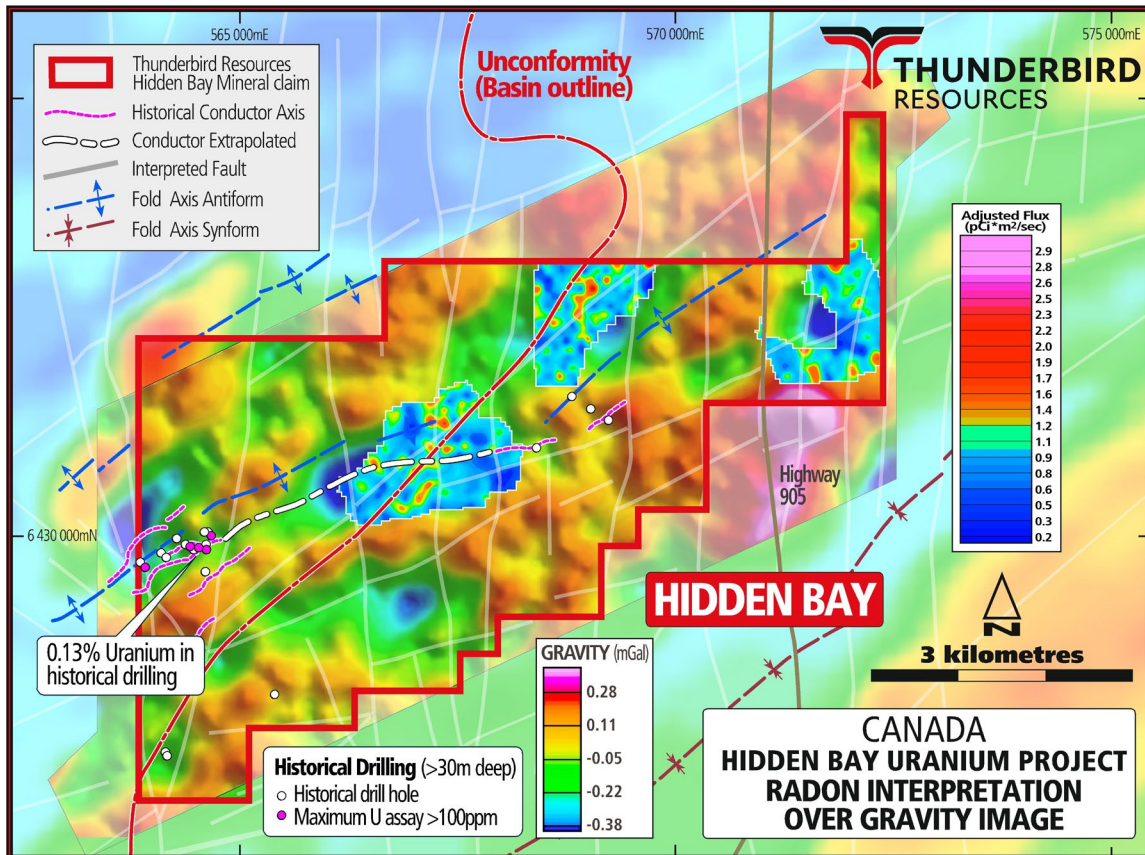 565 000mE
570 000mE
575 000mE
Thunderbird Resources
Hidden Bay Mineral claim
Historical Conductor Axis
Conductor Extrapolated
Interpreted Fault
Fold Axis Antiform
Fold Axis Synform
Unconformity
(Basin outline)
THUNDERBIRD
RESOURCES
Adjusted Flux
(pCi*m²/sec)
2.9
2.8
2.6
2.5
2.3
2.2
2.0
1.9
1.7
1.6
1.4
1.3
1.2
1.1
0.9
0.8
0.6
0.5
0.3
0.2
Highway
905
6 430 000mN
HIDDEN BAY
0.13% Uranium in
historical drilling
N
3 kilometres
GRAVITY (mGal)
0.28
0.11
-0.05
-0.22
-0.38
Historical Drilling (>30m deep)
Historical drill hole
Maximum U assay >100ppm
CANADA
HIDDEN BAY URANIUM PROJECT
RADON INTERPRETATION
OVER GRAVITY IMAGE